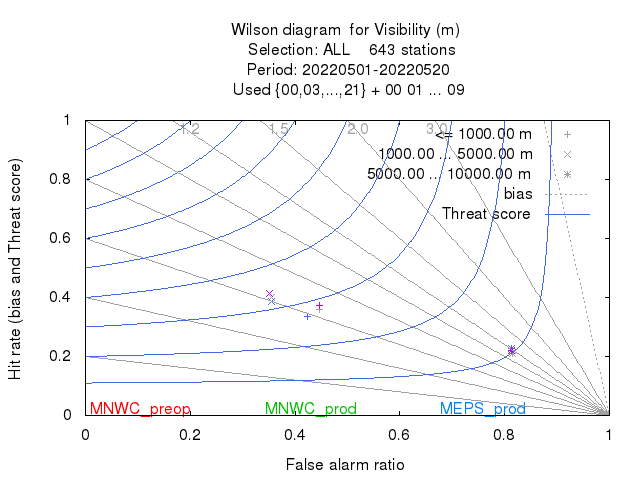 Wilson diagram for Visibility (m)
Selection: ALL 643 stations
Period: 20220501-20220520
Used {00,03,...,21} + 00 01 ... 09
1.2 1.5 2.0 3.0
<= 1000.00 m
1000.00 ... 5000.00 m
5000.00 ... 10000.00 m
bias
Threat score
1
0.8
0.6
0.4
0.2
0
Hit rate (bias and Threat score)
MNWC_preop MNWC_prod MEPS_prod
0 0.2 0.4 0.6 0.8 1
False alarm ratio